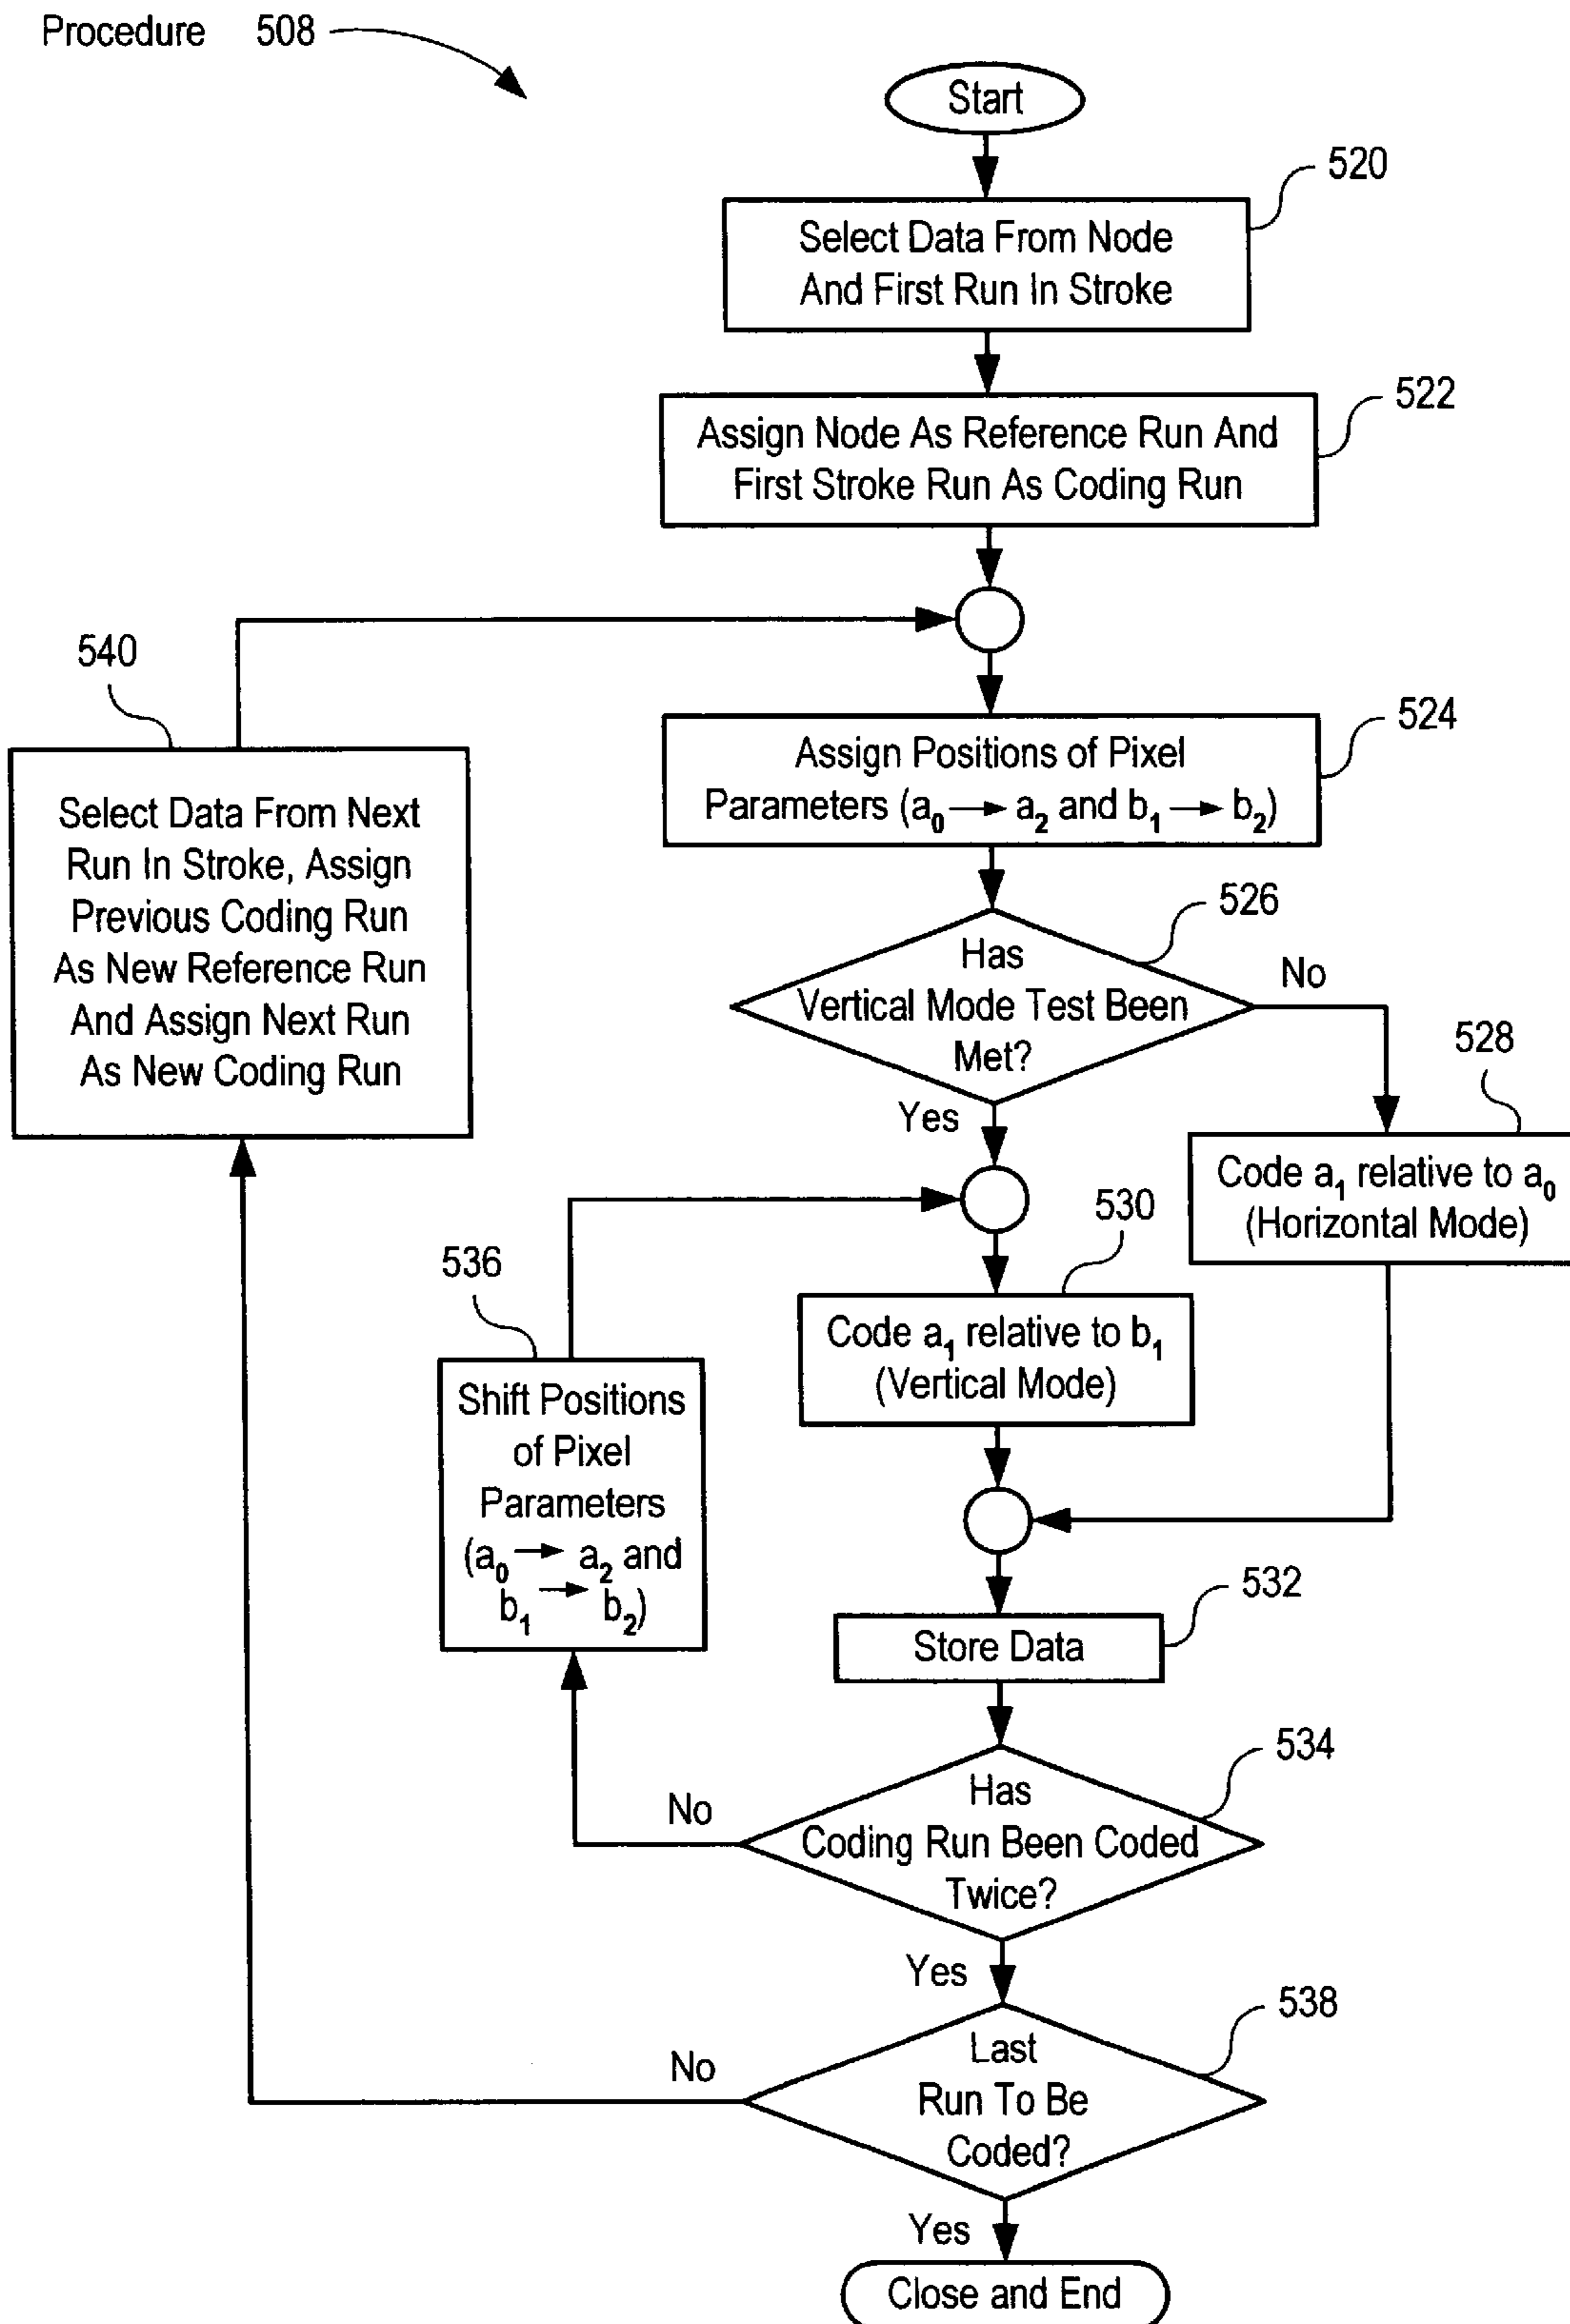 Procedure 508
Start
520
Select Data From Node
And First Run In Stroke
522
Assign Node As Reference Run And
First Stroke Run As Coding Run
540
524
Assign Positions of Pixel
Parameters (a₀ → a₂ and b₁ → b₂)
Select Data From Next
Run In Stroke, Assign
Previous Coding Run
As New Reference Run
And Assign Next Run
As New Coding Run
526
Has
Vertical Mode Test Been
Met?
No
Yes
528
Code a₁ relative to a₀
(Horizontal Mode)
530
Code a₁ relative to b₁
(Vertical Mode)
536
Shift Positions
of Pixel
Parameters
(a₀ → a₂ and
b₁ → b₂)
532
Store Data
534
Has
Coding Run Been Coded
Twice?
No
Yes
538
Last
Run To Be
Coded?
No
Yes
Close and End